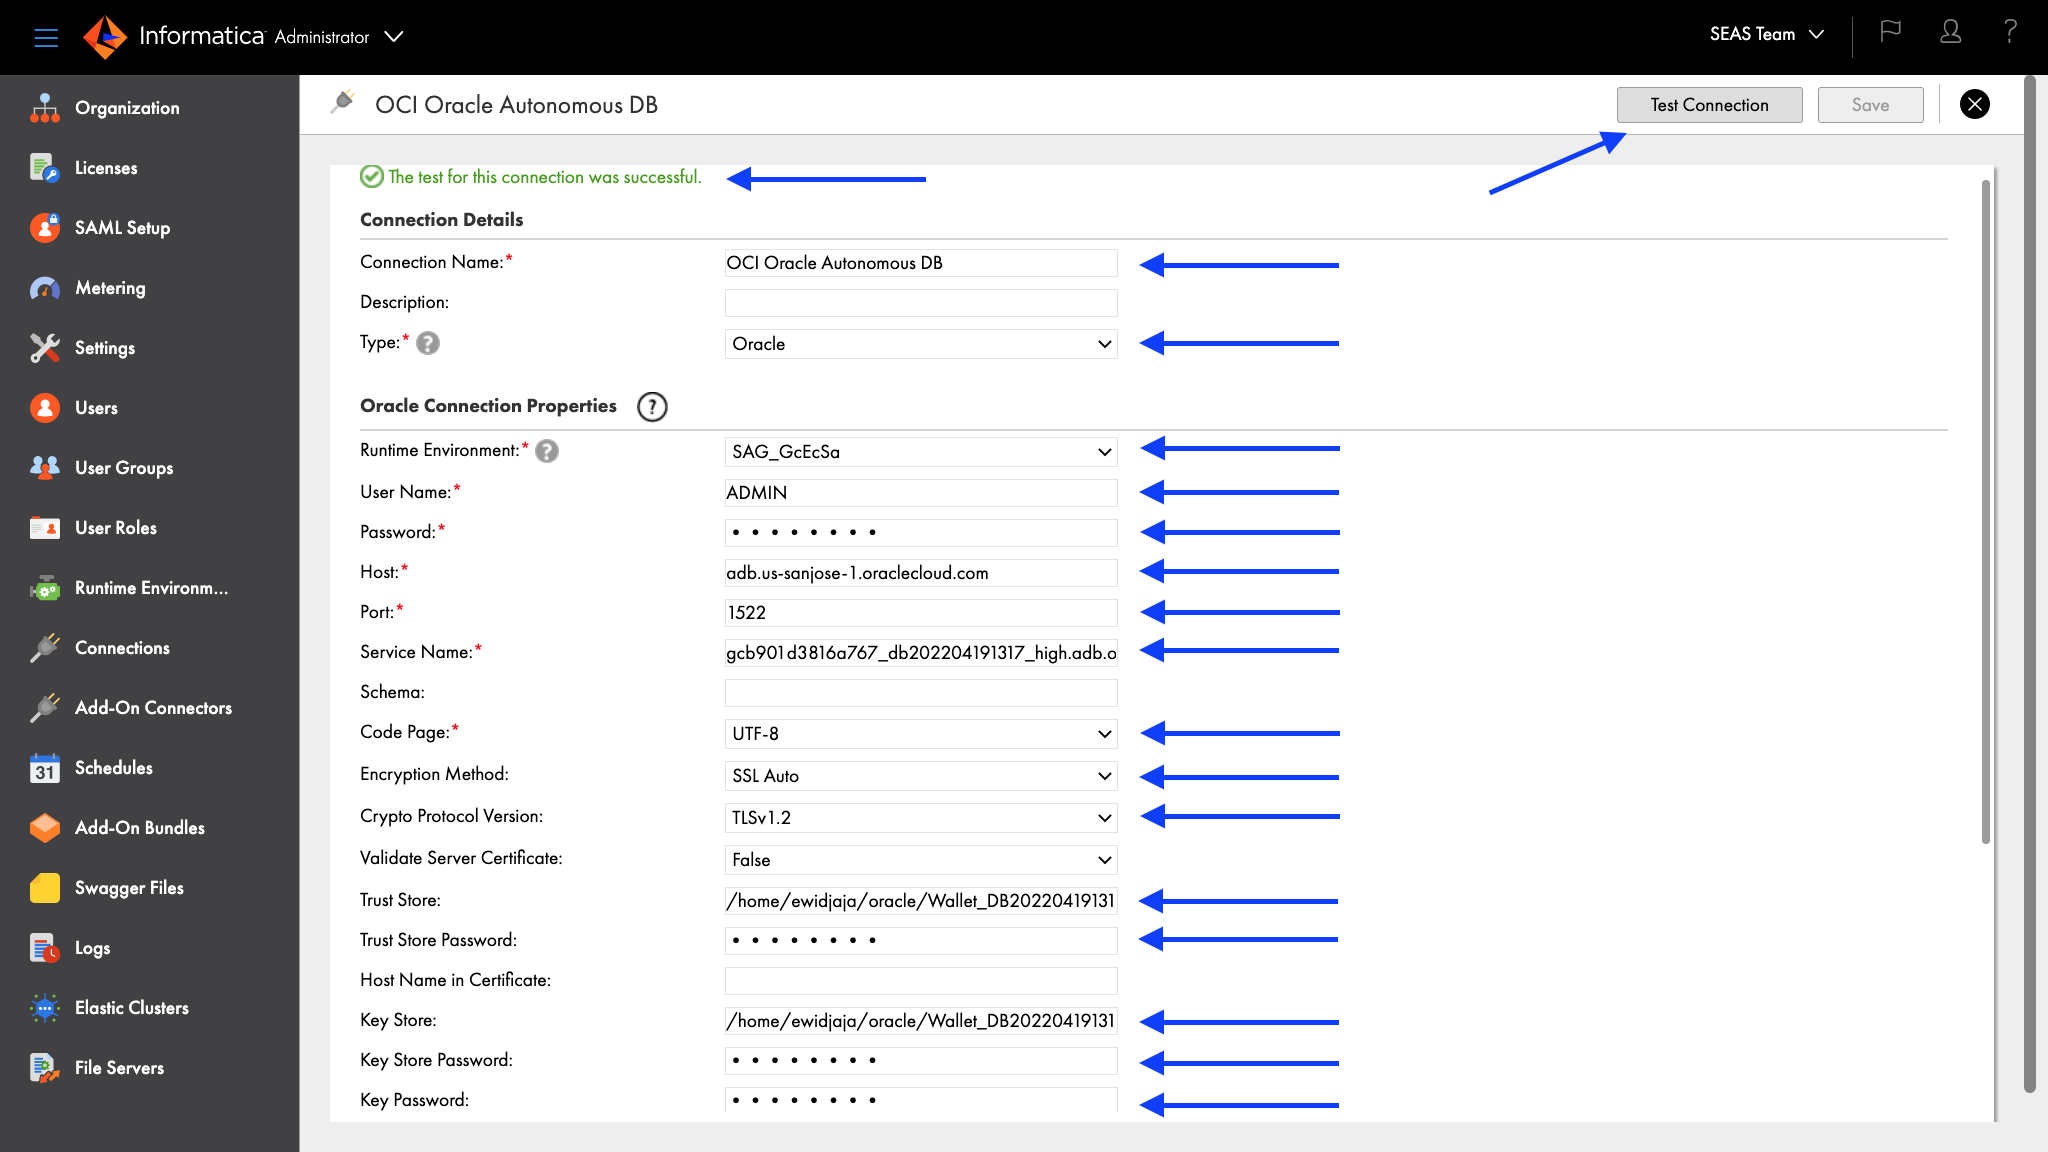 Informatica Administrator
SEAS Team
?
Organization
Licenses
SAML Setup
Metering
Settings
Users
User Groups
User Roles
Runtime Environm...
Connections
Add-On Connectors
31
Schedules
Add-On Bundles
Swagger Files
Logs
Elastic Clusters
File Servers
OCI Oracle Autonomous DB
Test Connection
Save
The test for this connection was successful.
Connection Details
Connection Name:* OCI Oracle Autonomous DB
Description:
Type:* ? Oracle
Oracle Connection Properties ?
Runtime Environment:* ? SAG_GcEcSa
User Name:* ADMIN
Password:* ••••••••
Host:* adb.us-sanjose-1.oraclecloud.com
Port:* 1522
Service Name:* gcb901d3816a767_db202204191317_high.adb.o
Schema:
Code Page:* UTF-8
Encryption Method: SSL Auto
Crypto Protocol Version: TLSv1.2
Validate Server Certificate: False
Trust Store: /home/ewidjaja/oracle/Wallet_DB20220419131
Trust Store Password: ••••••••
Host Name in Certificate:
Key Store: /home/ewidjaja/oracle/Wallet_DB20220419131
Key Store Password: ••••••••
Key Password: ••••••••